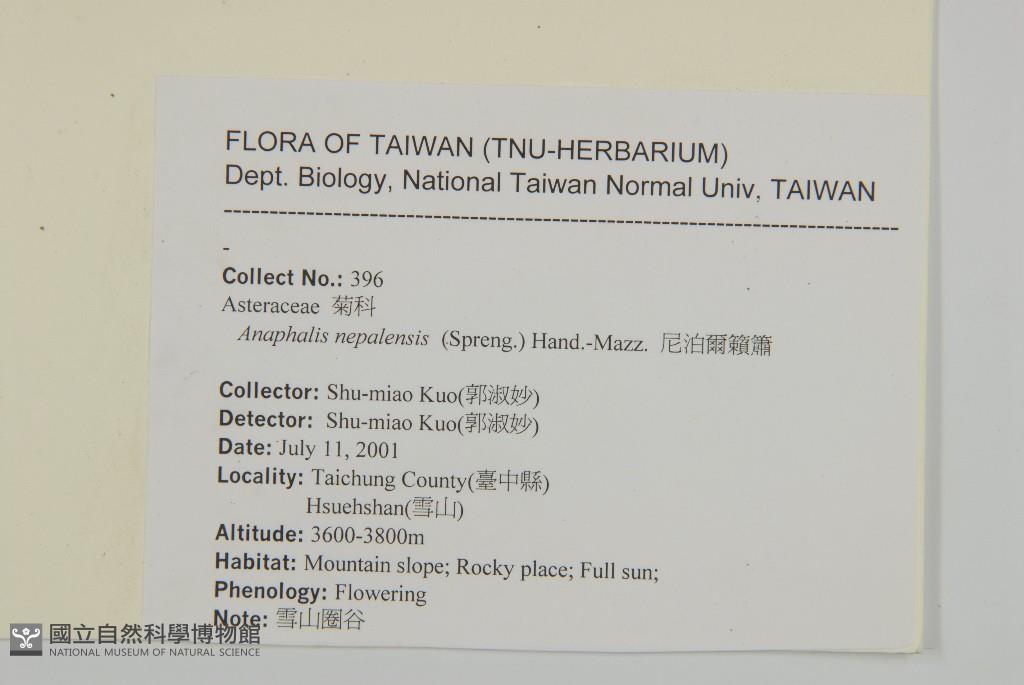 FLORA OF TAIWAN (TNU-HERBARIUM)
Dept. Biology, National Taiwan Normal Univ, TAIWAN
--------------------------------------------------------------------------------
-
Collect No.: 396
Asteraceae 菊科
Anaphalis nepalensis (Spreng.) Hand.-Mazz. 尼泊爾籟簫
Collector: Shu-miao Kuo(郭淑妙)
Detector: Shu-miao Kuo(郭淑妙)
Date: July 11, 2001
Locality: Taichung County(臺中縣)
Hsuehshan(雪山)
Altitude: 3600-3800m
Habitat: Mountain slope; Rocky place; Full sun;
Phenology: Flowering
Note: 雪山圈谷
國立自然科學博物館
NATIONAL MUSEUM OF NATURAL SCIENCE